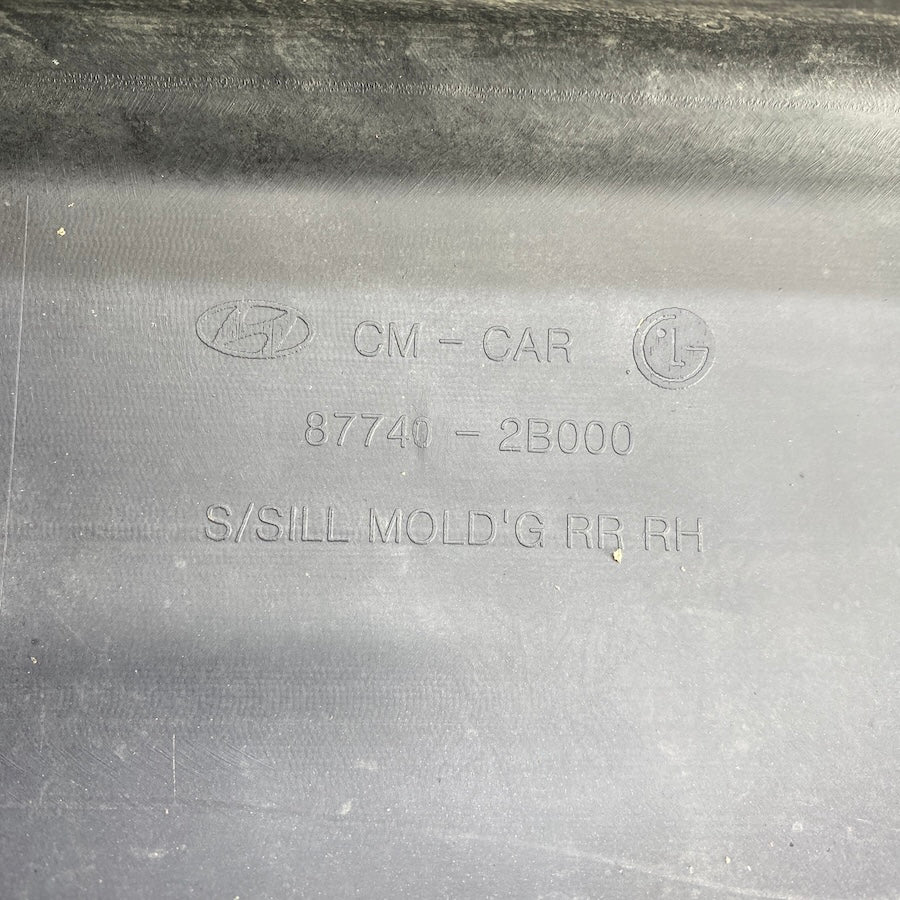 CM - CAR
87740 - 2B000
S/SILL MOLD'G RR RH